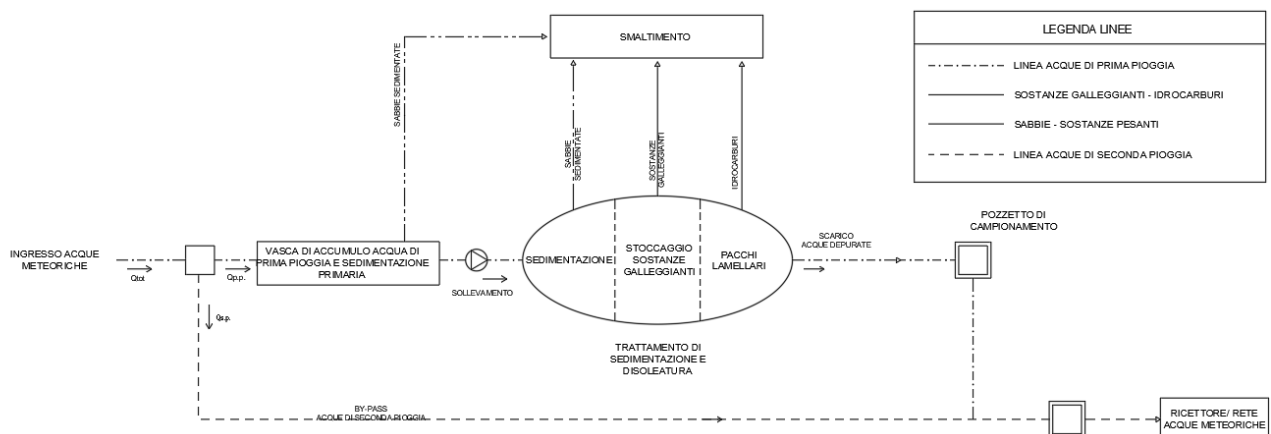 SMALTIMENTO
LEGENDA LINEE
LINEA ACQUE DI PRIMA PIOGGIA
SOSTANZE GALLEGGIANTI - IDROCARBURI
SABBIE - SOSTANZE PESANTI
LINEA ACQUE DI SECONDA PIOGGIA
SABBIE SEDIMENTATE
SABBIE
SEDIMENTATE
SOSTANZE
GALLEGGIANTI
IDROCARBURI
INGRESSO ACQUE
METEORICHE
Qtot
Qp.p.
Qs.p.
VASCA DI ACCUMULO ACQUA DI
PRIMA PIOGGIA E SEDIMENTAZIONE
PRIMARIA
SOLLEVAMENTO
SEDIMENTAZIONE
STOCCAGGIO
SOSTANZE
GALLEGGIANTI
PACCHI
LAMELLARI
SCARICO
ACQUE DEPURATE
POZZETTO DI
CAMPIONAMENTO
TRATTAMENTO DI
SEDIMENTAZIONE E
DISOLEATURA
BY-PASS
ACQUE DI SECONDA PIOGGIA
RICETTORE/ RETE
ACQUE METEORICHE